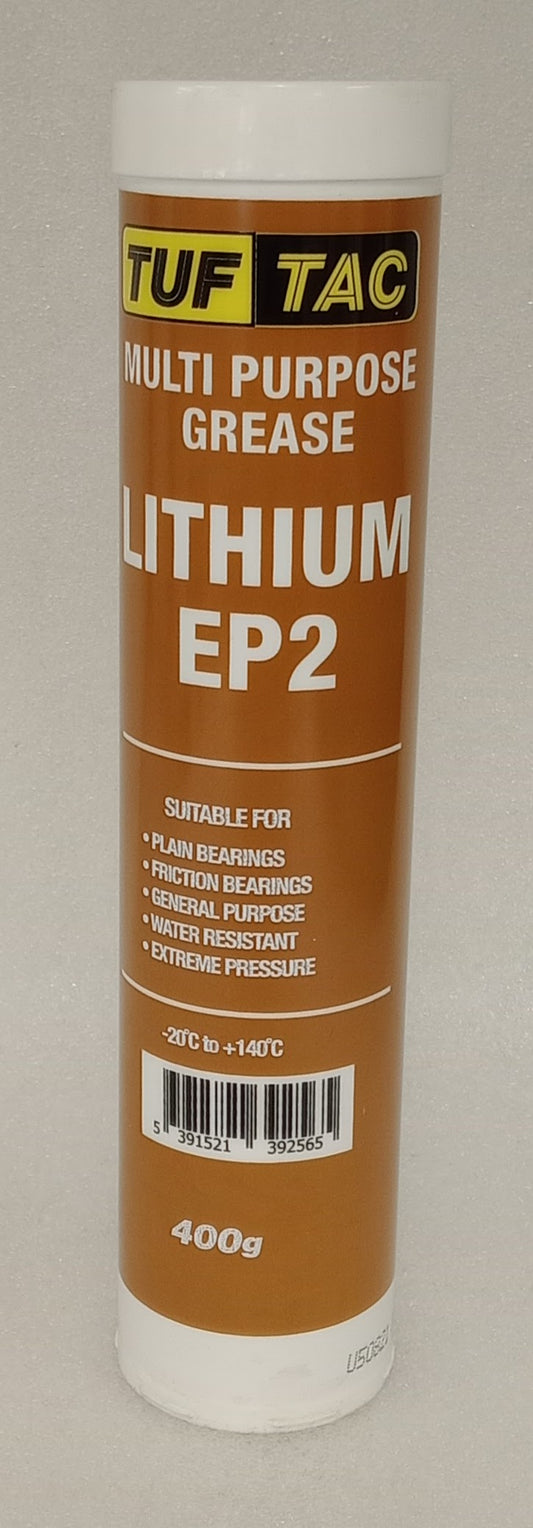 TUF TAC
MULTI PURPOSE
GREASE
LITHIUM
EP2
SUITABLE FOR
• PLAIN BEARINGS
• FRICTION BEARINGS
• GENERAL PURPOSE
• WATER RESISTANT
• EXTREME PRESSURE
-20°C to +140°C
5 391521 392565
400g